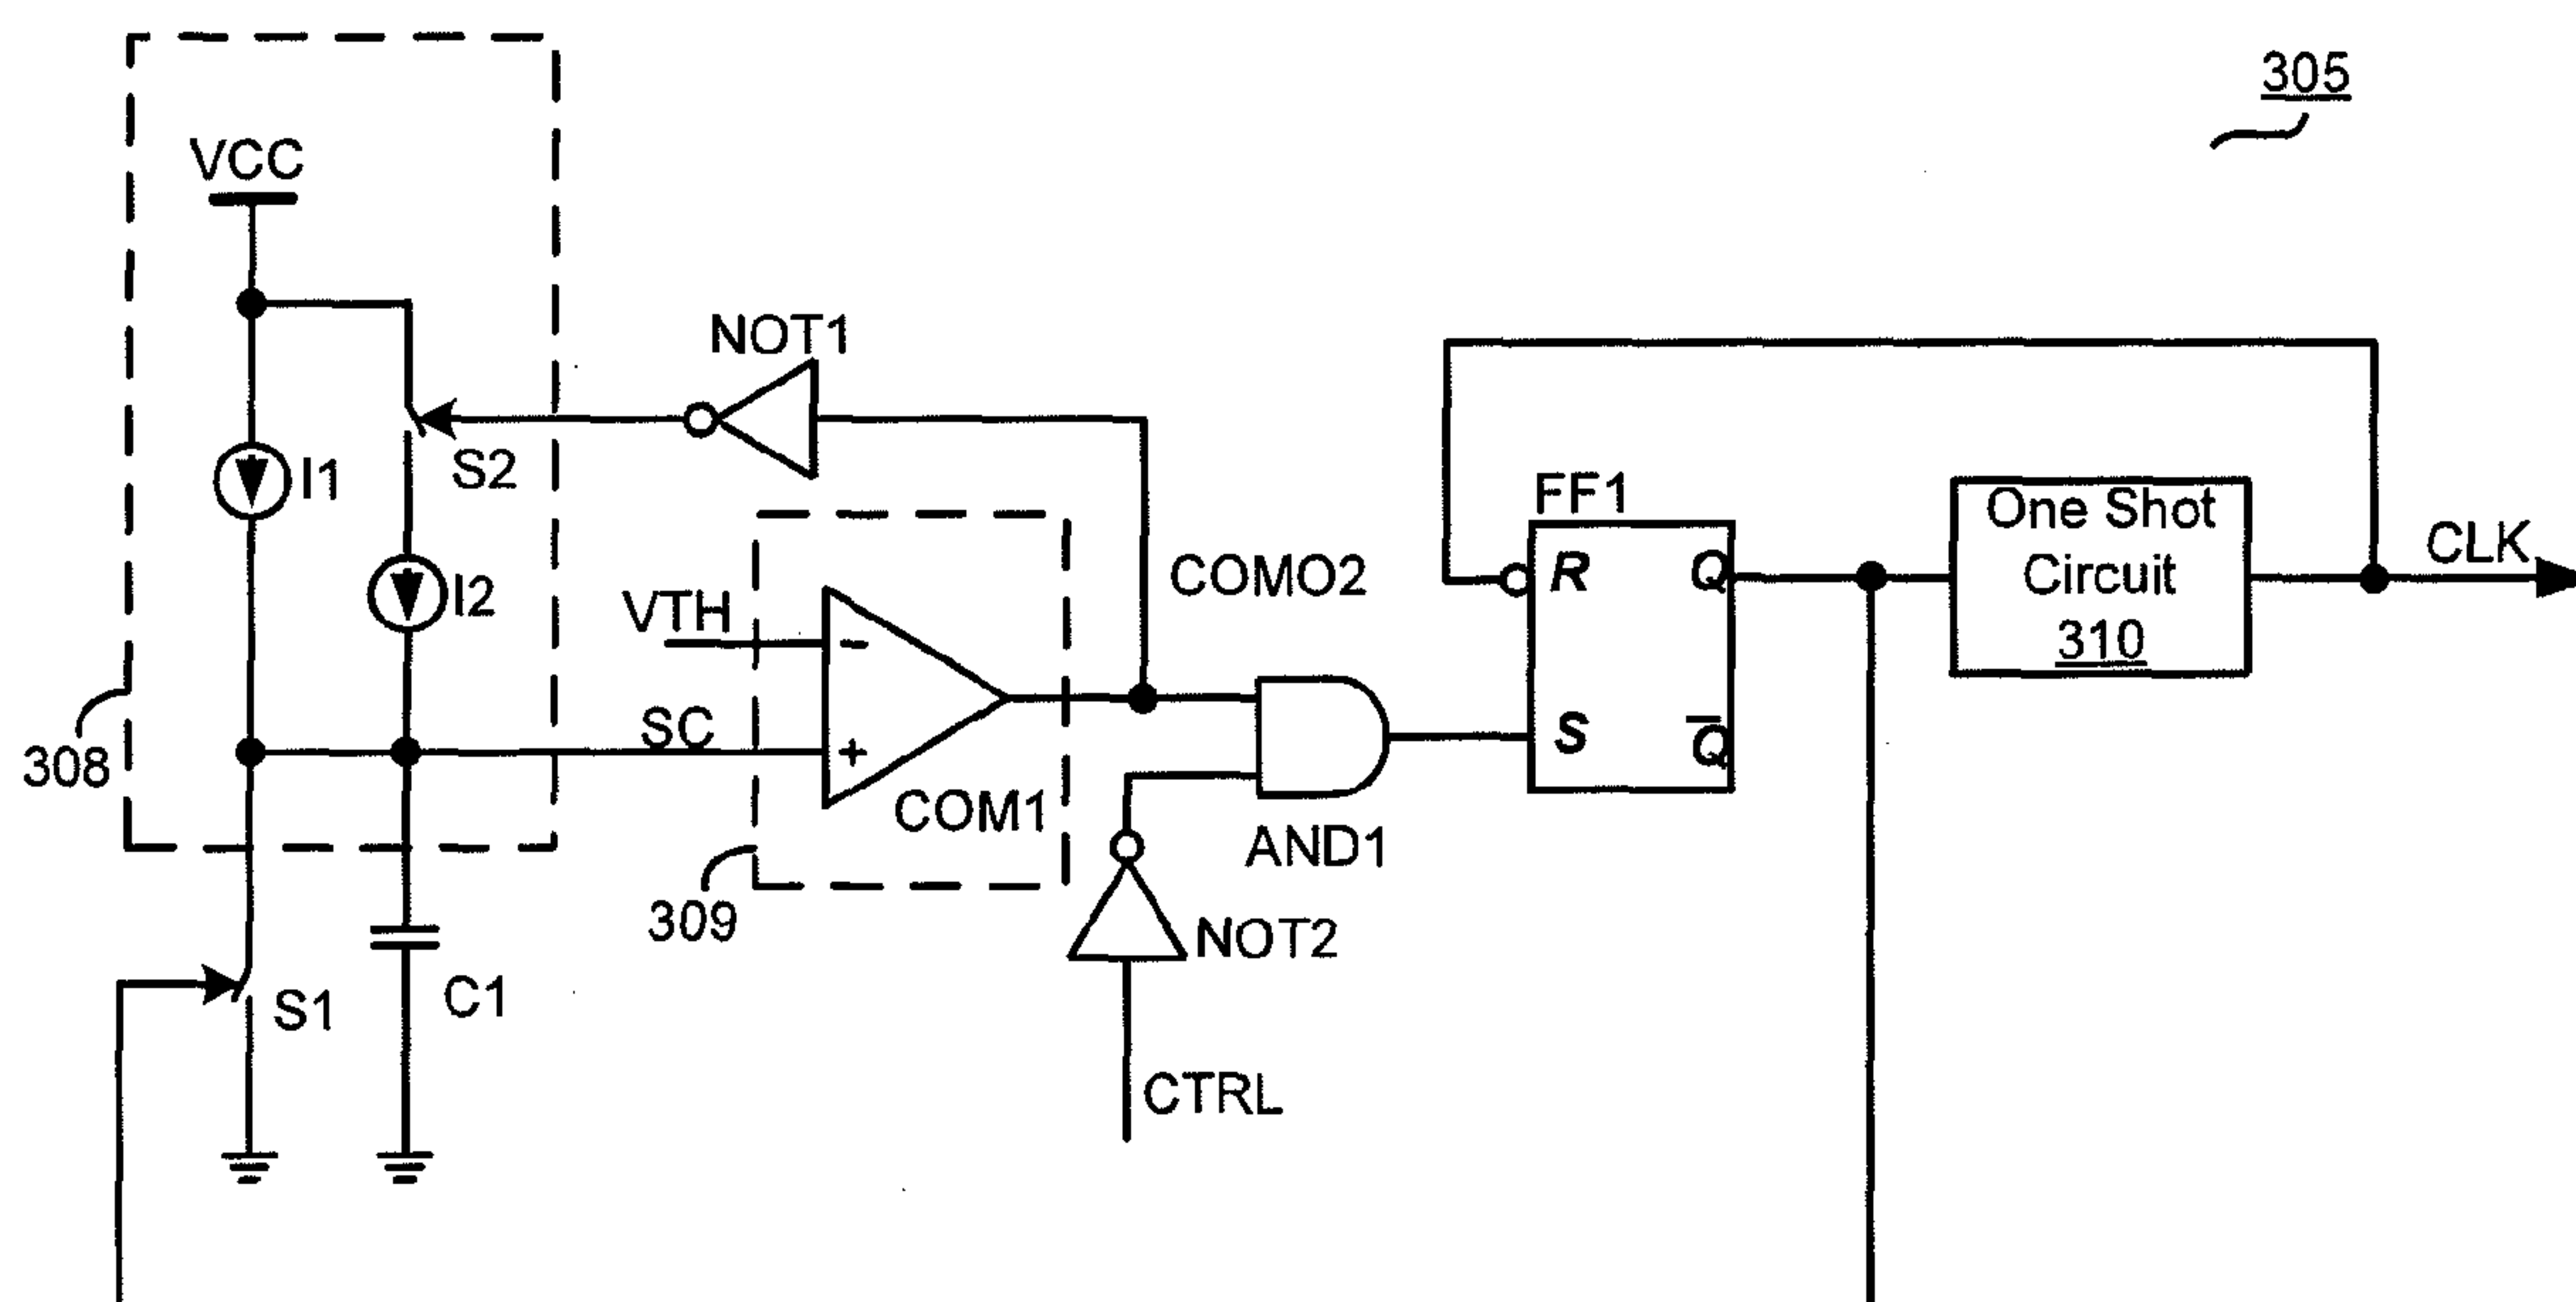 305
VCC
NOT1
I1
S2
FF1
One Shot
Circuit
310
CLK
R
Q
COMO2
I2
VTH
-
SC
+
COM1
S
Q̅
308
AND1
309
NOT2
S1
C1
CTRL